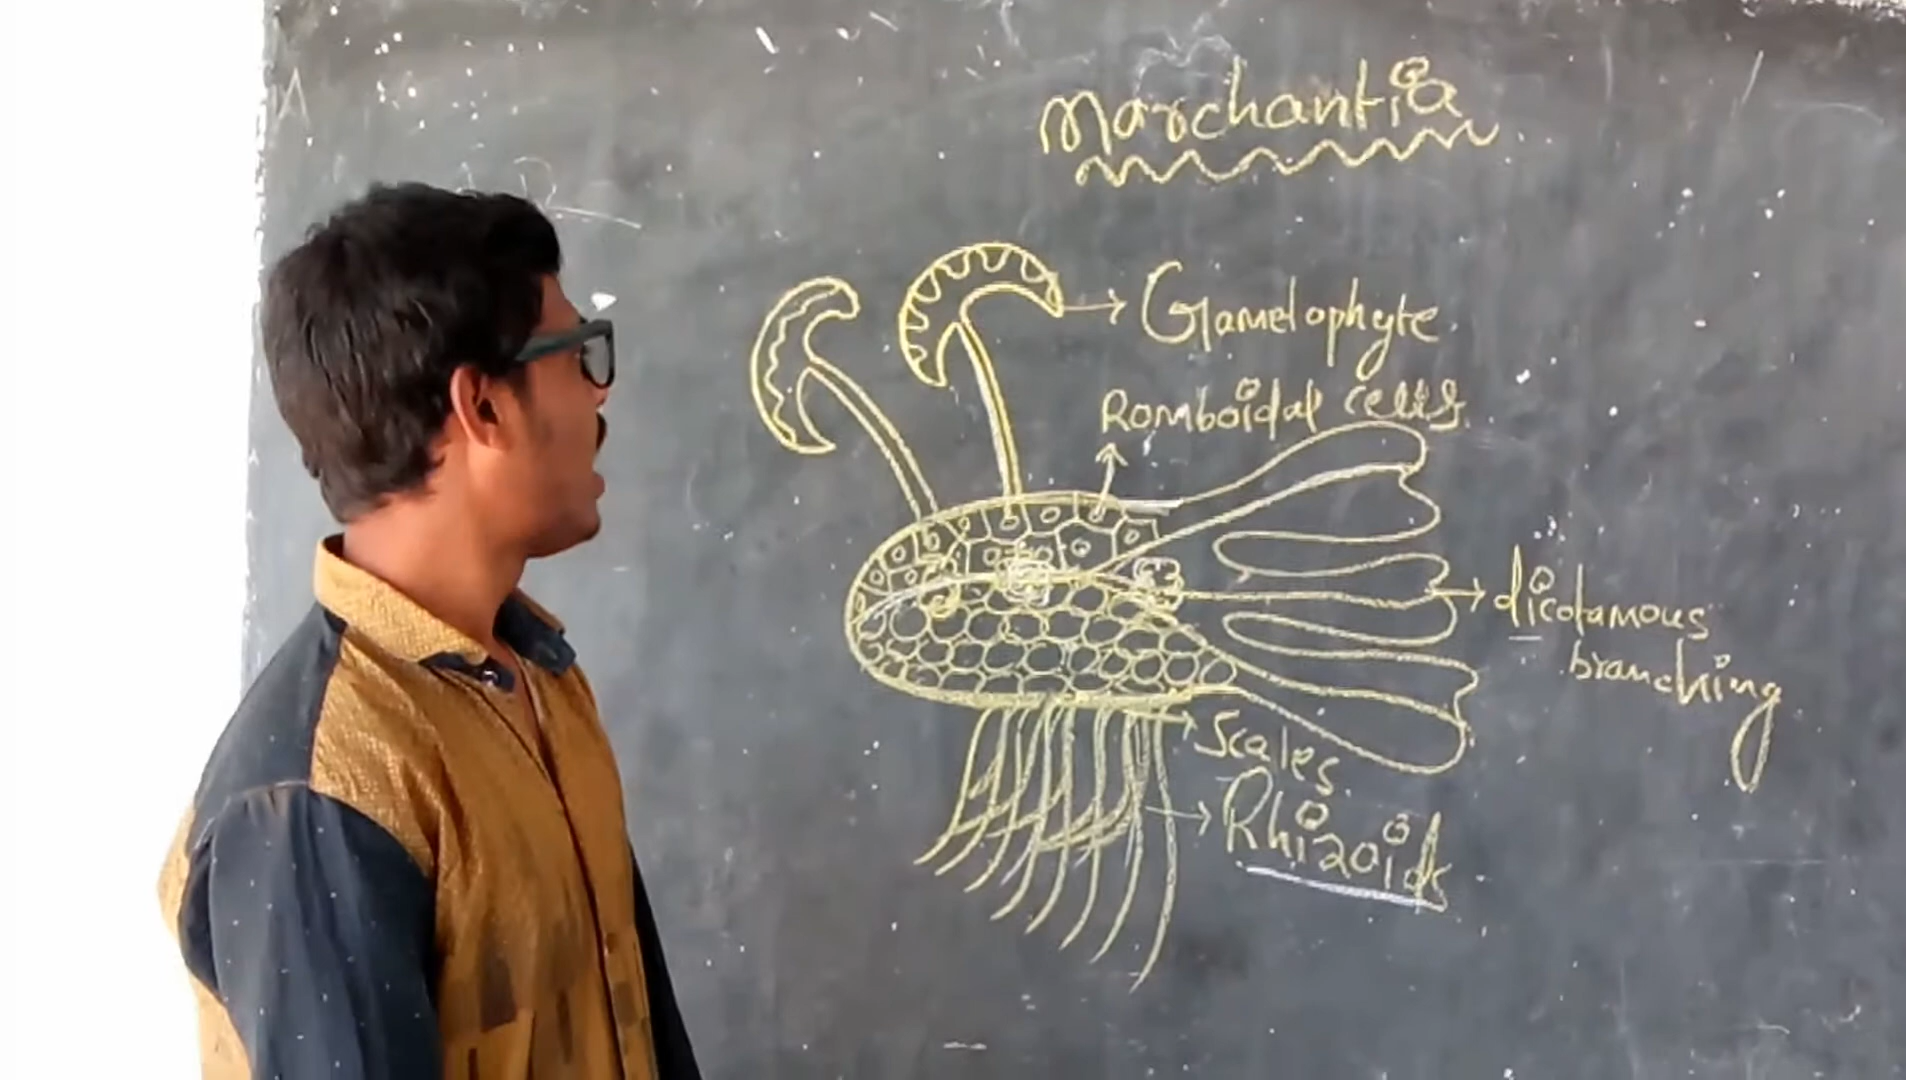 Marchantia
Gametophyte
Romboidal cells
dicotamous
branching
Scales
Rhizoids